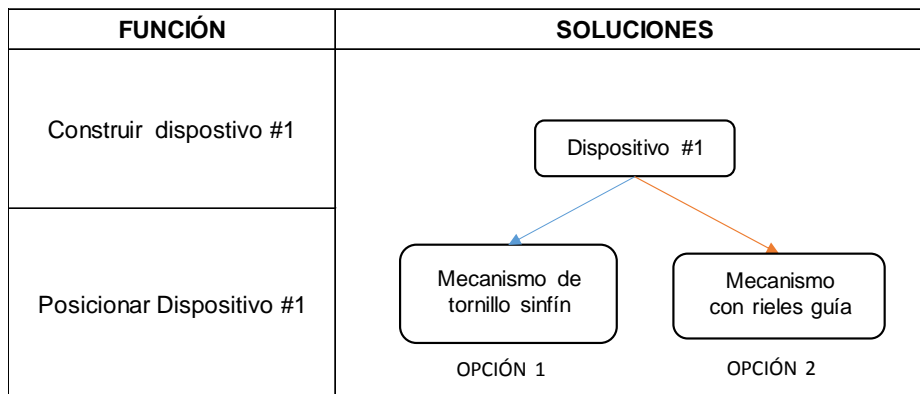 FUNCIÓN
SOLUCIONES
Construir dispostivo #1
Dispositivo #1
Posicionar Dispositivo #1
Mecanismo de
tornillo sinfín
Mecanismo
con rieles guía
OPCIÓN 1
OPCIÓN 2